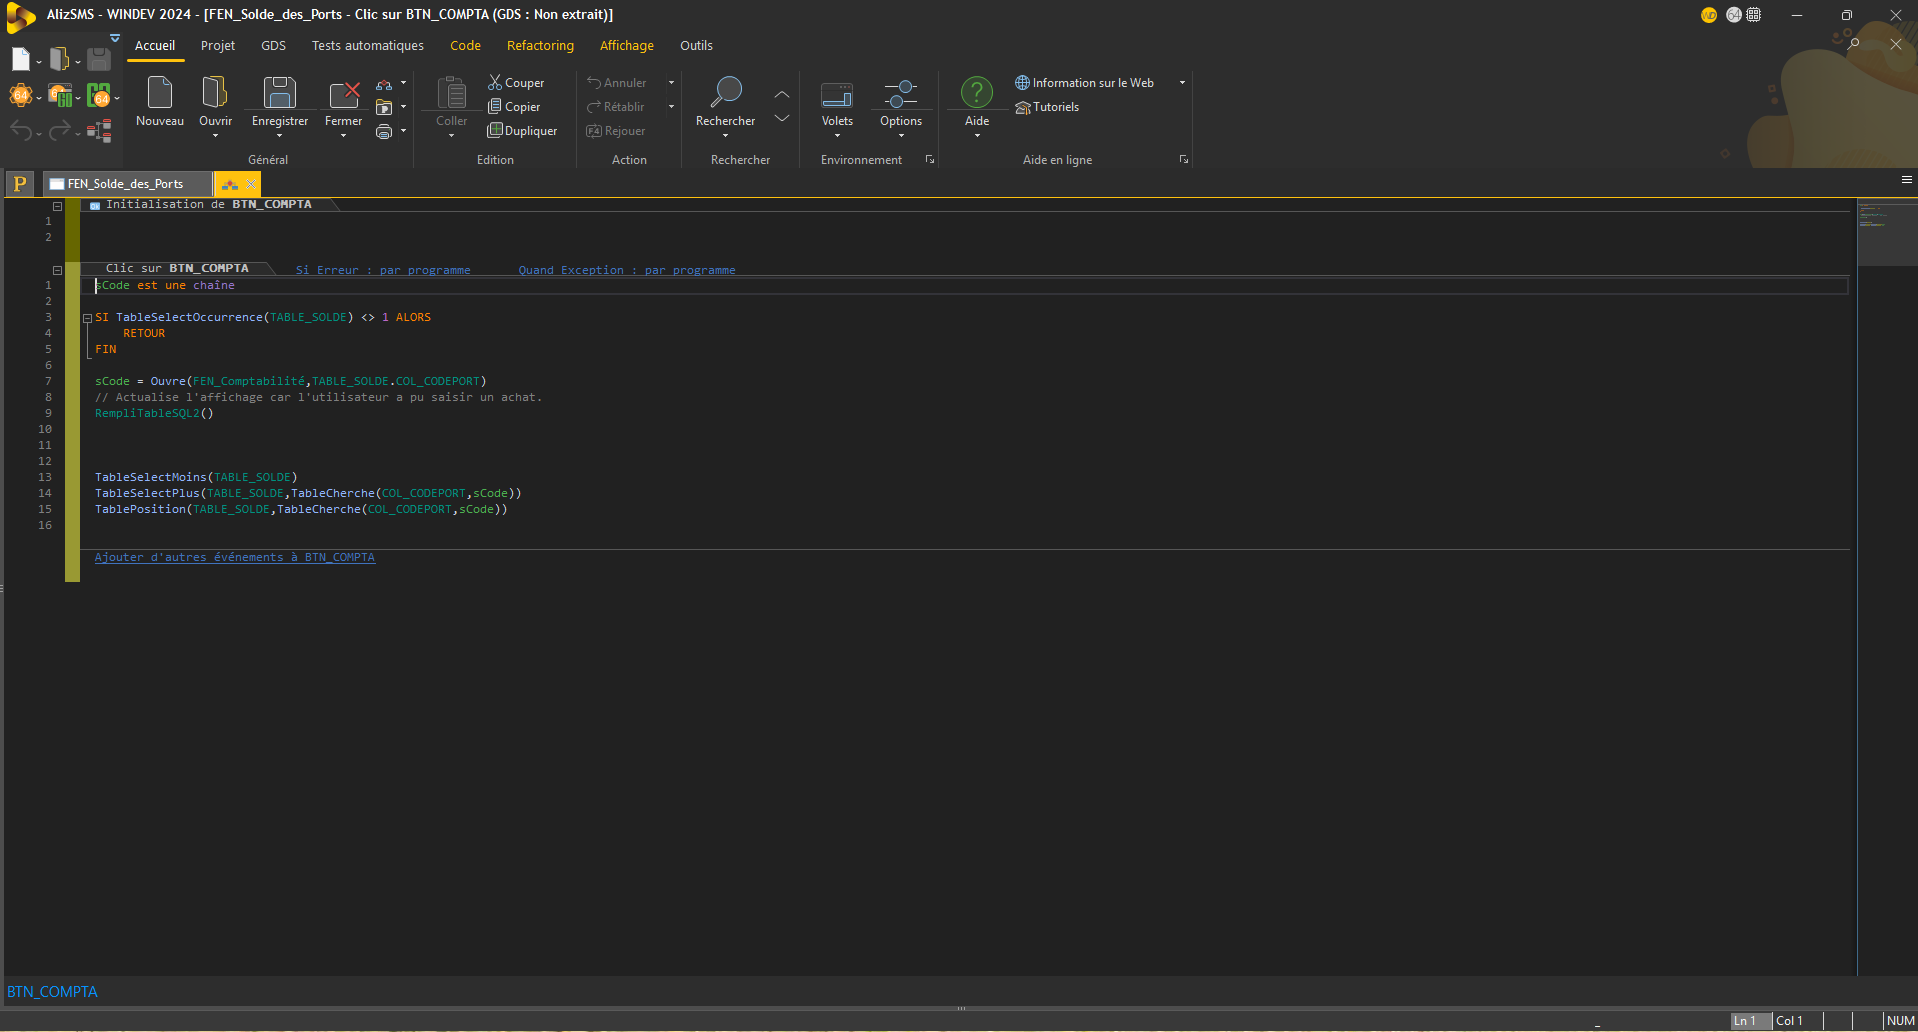 AlizSMS - WINDEV 2024 - [FEN_Solde_des_Ports - Clic sur BTN_COMPTA (GDS : Non extrait)]
WD 64
Accueil Projet GDS Tests automatiques Code Refactoring Affichage Outils
Nouveau Ouvrir Enregistrer Fermer
Général
Coller
Couper
Copier
Dupliquer
Edition
Annuler
Rétablir
F4 Rejouer
Action
Rechercher
Rechercher
Volets Options
Environnement
Aide
Information sur le Web
Tutoriels
Aide en ligne
64 64
P FEN_Solde_des_Ports
Initialisation de BTN_COMPTA
1
2
Clic sur BTN_COMPTA Si Erreur : par programme Quand Exception : par programme
1 sCode est une chaîne
2
3 SI TableSelectOccurrence(TABLE_SOLDE) <> 1 ALORS
4 RETOUR
5 FIN
6
7 sCode = Ouvre(FEN_Comptabilité,TABLE_SOLDE.COL_CODEPORT)
8 // Actualise l'affichage car l'utilisateur a pu saisir un achat.
9 RempliTableSQL2()
10
11
12
13 TableSelectMoins(TABLE_SOLDE)
14 TableSelectPlus(TABLE_SOLDE,TableCherche(COL_CODEPORT,sCode))
15 TablePosition(TABLE_SOLDE,TableCherche(COL_CODEPORT,sCode))
16
Ajouter d'autres événements à BTN_COMPTA
BTN_COMPTA
Ln 1 Col 1 NUM